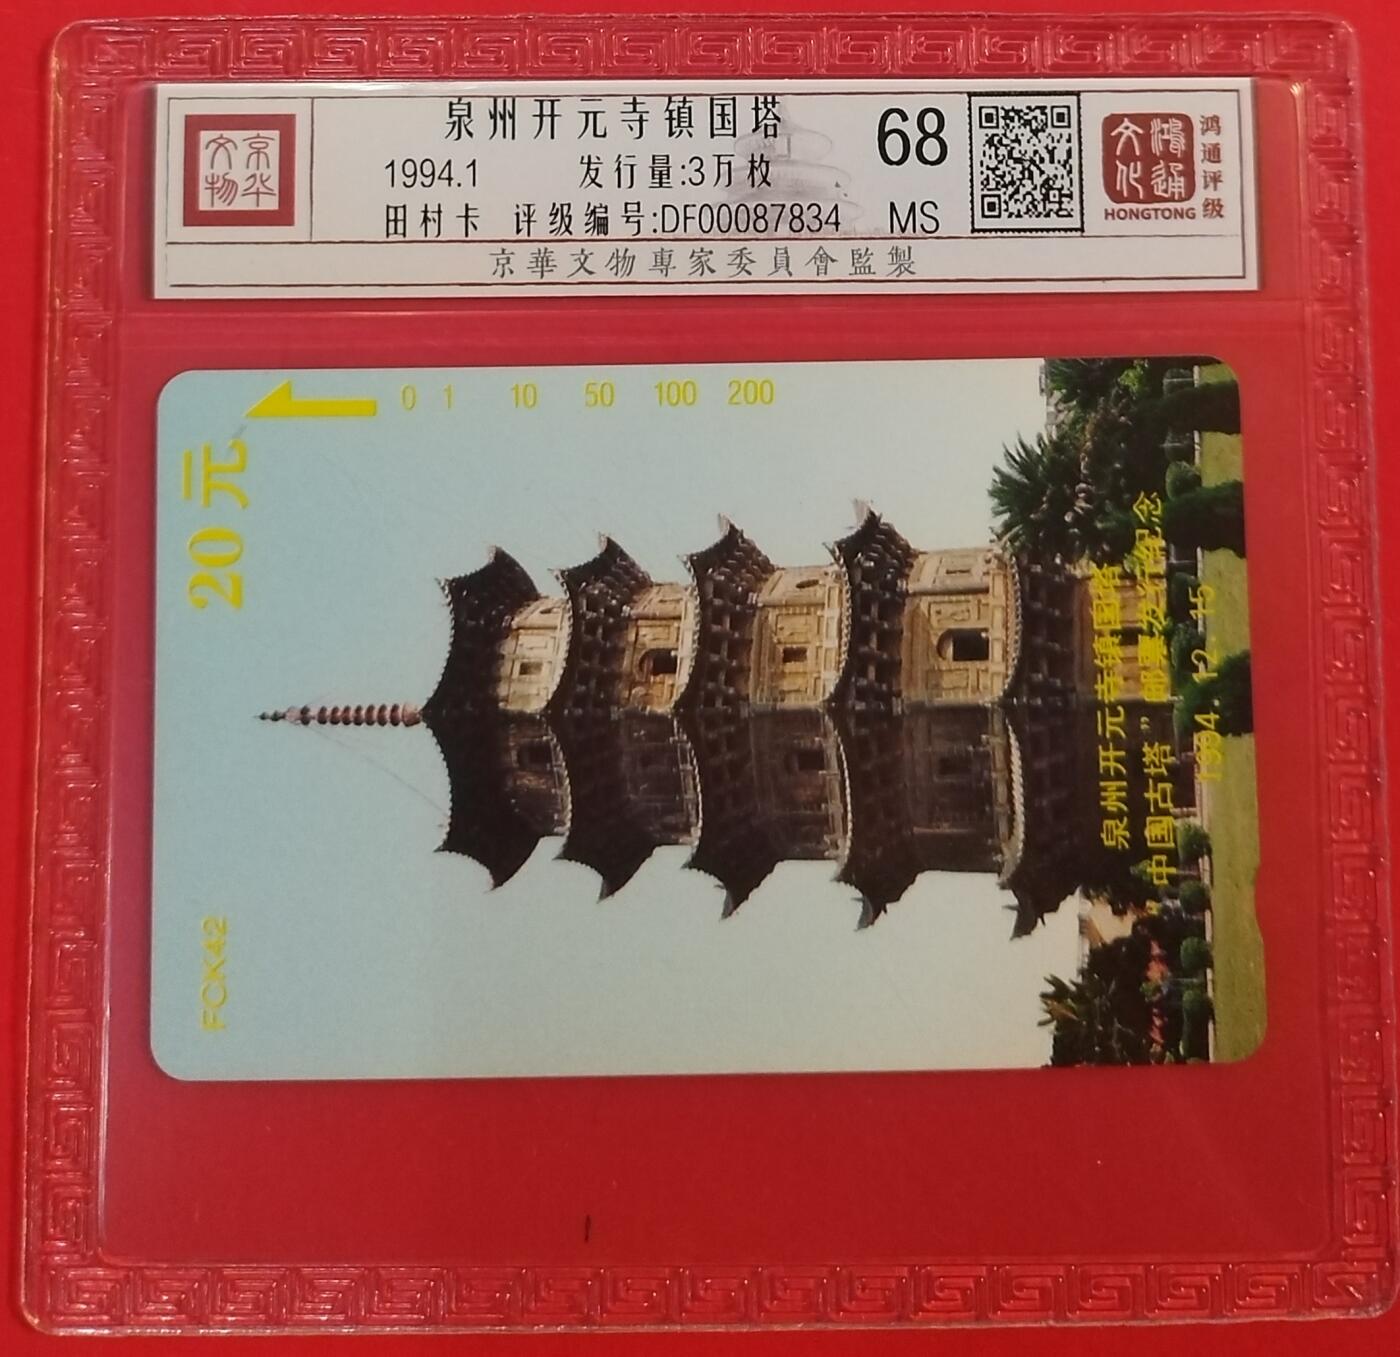 京华文物
泉州开元寺镇国塔
1994.1 发行量:3万枚
田村卡 评级编号:DF00087834
68
MS
鸿通文化
HONGTONG
鸿通评级
京華文物專家委員會監製
0 1 10 50 100 200
20元
FCK42
泉州开元寺镇国塔
“中国古塔”邮票发行纪念
1994.12.15